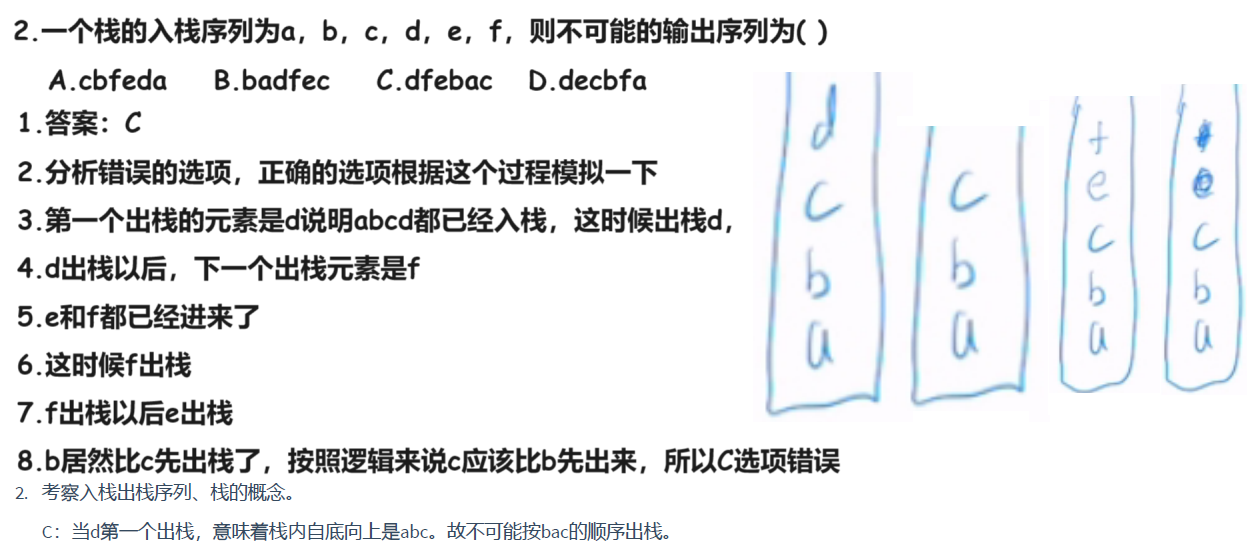 2.一个栈的入栈序列为a，b，c，d，e，f，则不可能的输出序列为( )
A.cbfeda B.badfec C.dfebac D.decbfa
1.答案：C
2.分析错误的选项，正确的选项根据这个过程模拟一下
3.第一个出栈的元素是d说明abcd都已经入栈，这时候出栈d，
4.d出栈以后，下一个出栈元素是f
5.e和f都已经进来了
6.这时候f出栈
7.f出栈以后e出栈
8.b居然比c先出栈了，按照逻辑来说c应该比b先出来，所以C选项错误
d
c
b
a
c
b
a
f
e
c
b
a
e
c
b
a
2. 考察入栈出栈序列、栈的概念。
C：当d第一个出栈，意味着栈内自底向上是abc。故不可能按bac的顺序出栈。